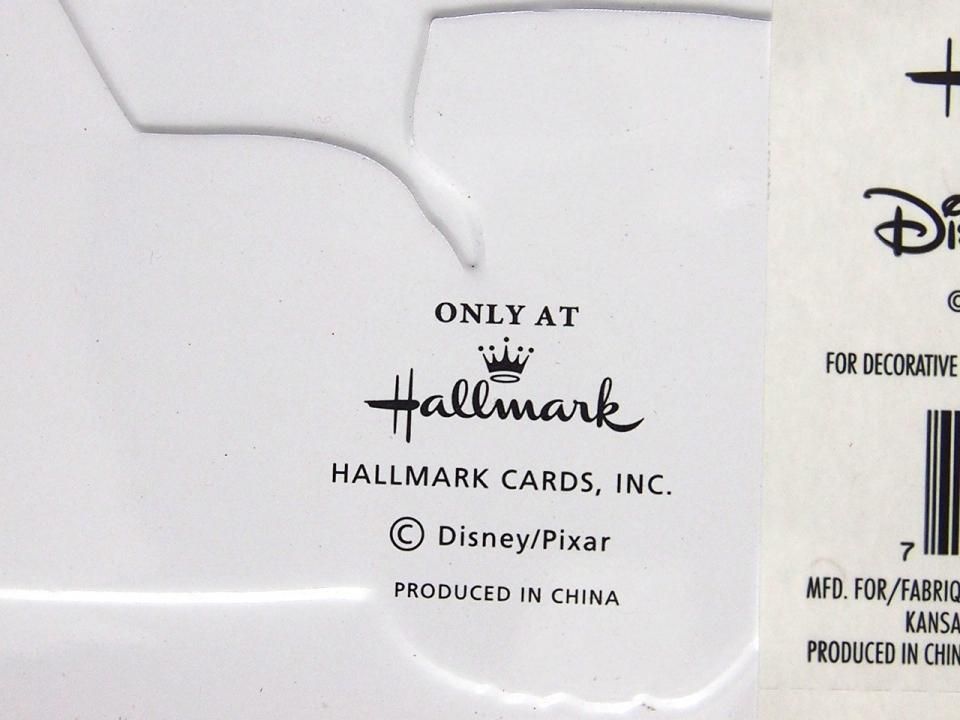 ONLY AT
Hallmark
HALLMARK CARDS, INC.
© Disney/Pixar
PRODUCED IN CHINA
©
FOR DECORATIVE
7
MFD. FOR/FABRIQ
KANSA
PRODUCED IN CHIN